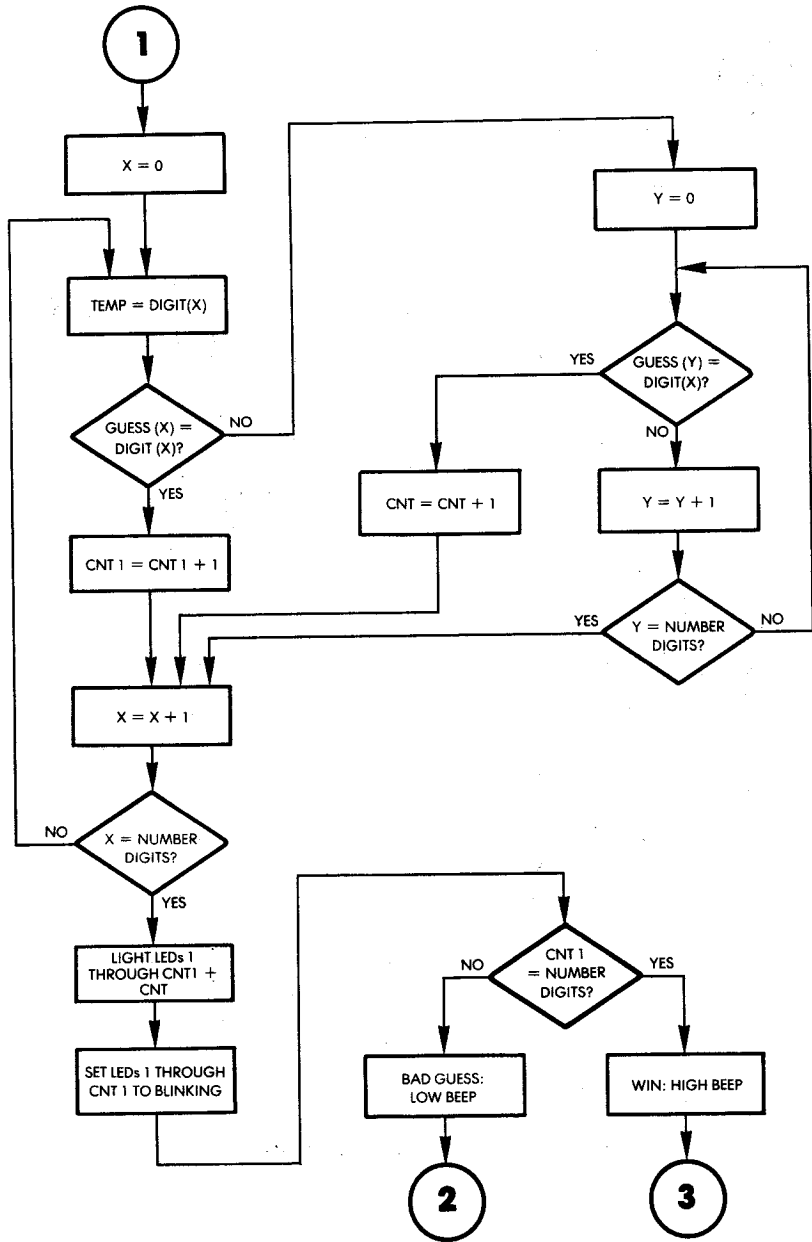 1
X = 0
TEMP = DIGIT(X)
GUESS (X) =
DIGIT (X)?
NO
YES
CNT 1 = CNT 1 + 1
X = X + 1
NO
X = NUMBER
DIGITS?
YES
LIGHT LEDs 1
THROUGH CNT1 +
CNT
SET LEDs 1 THROUGH
CNT 1 TO BLINKING
Y = 0
YES
GUESS (Y) =
DIGIT(X)?
NO
CNT = CNT + 1
Y = Y + 1
YES
Y = NUMBER
DIGITS?
NO
NO
CNT 1
= NUMBER
DIGITS?
YES
BAD GUESS:
LOW BEEP
WIN: HIGH BEEP
2
3